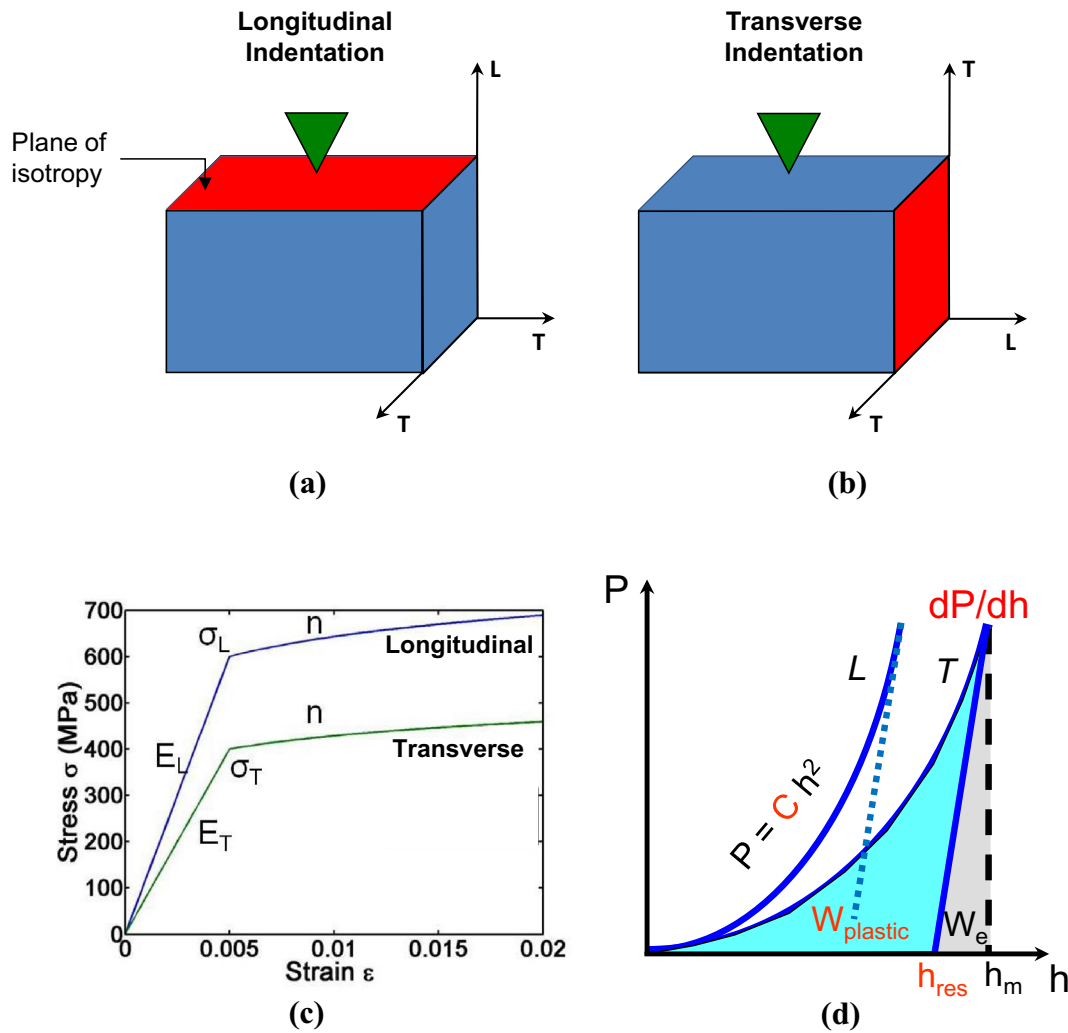 Longitudinal
Indentation
L
Plane of
isotropy
T
T
(a)
Transverse
Indentation
T
L
T
(b)
700
600
500
400
300
200
100
0
Stress σ (MPa)
σL
n
Longitudinal
EL
σT
n
Transverse
ET
0
0.005
0.01
0.015
0.02
Strain ε
(c)
P
dP/dh
L
T
P = C h²
Wplastic
We
hres
hm
h
(d)